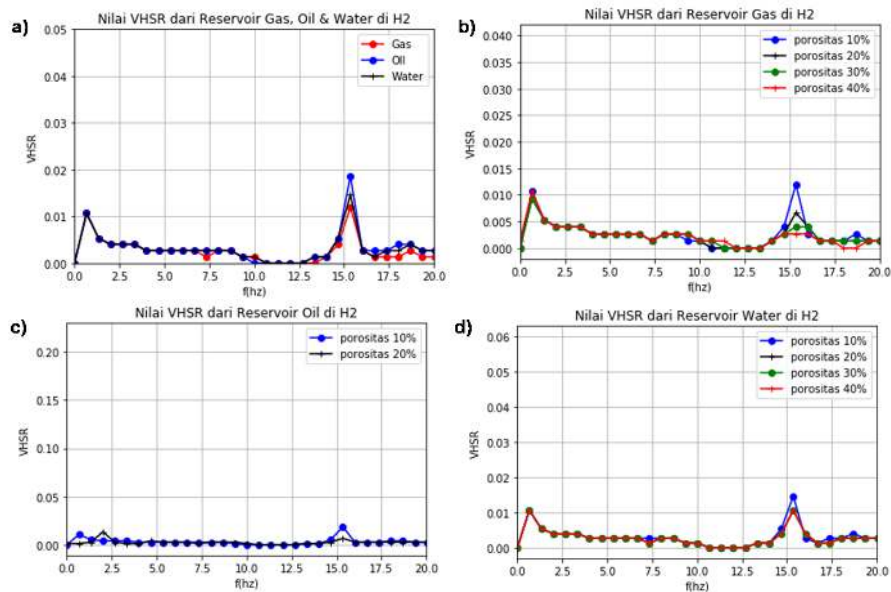 a)
Nilai VHSR dari Reservoir Gas, Oil & Water di H2
0.05
0.04
0.03
0.02
0.01
0.00
VHSR
Gas
Oil
Water
0.0 2.5 5.0 7.5 10.0 12.5 15.0 17.5 20.0
f(hz)
b)
Nilai VHSR dari Reservoir Gas di H2
0.040
0.035
0.030
0.025
0.020
0.015
0.010
0.005
0.000
VHSR
porositas 10%
porositas 20%
porositas 30%
porositas 40%
0.0 2.5 5.0 7.5 10.0 12.5 15.0 17.5 20.0
f(hz)
c)
Nilai VHSR dari Reservoir Oil di H2
0.20
0.15
0.10
0.05
0.00
VHSR
porositas 10%
porositas 20%
0.0 2.5 5.0 7.5 10.0 12.5 15.0 17.5 20.0
f(hz)
d)
Nilai VHSR dari Reservoir Water di H2
0.06
0.05
0.04
0.03
0.02
0.01
0.00
VHSR
porositas 10%
porositas 20%
porositas 30%
porositas 40%
0.0 2.5 5.0 7.5 10.0 12.5 15.0 17.5 20.0
f(hz)